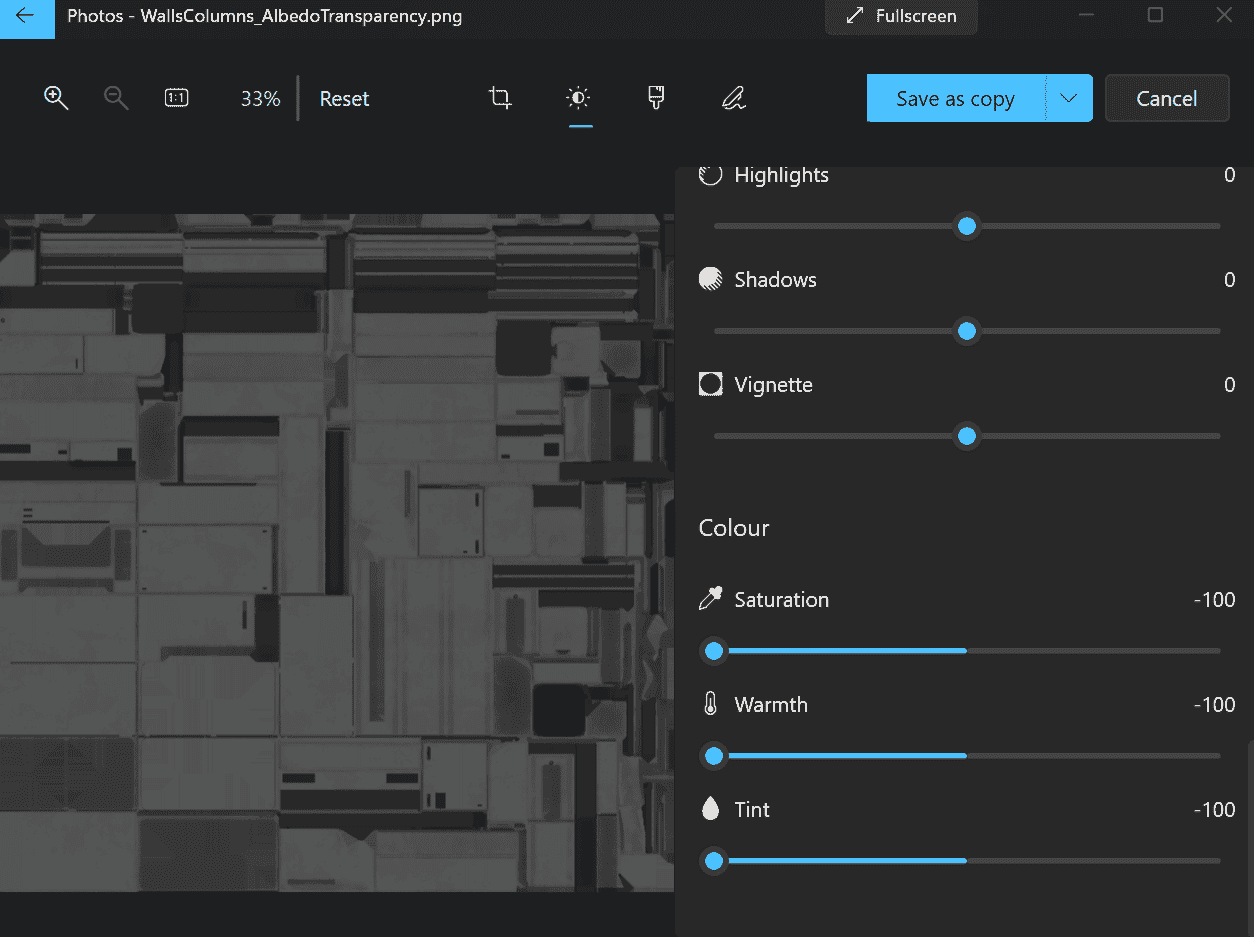 Photos - WallsColumns_AlbedoTransparency.png
Fullscreen
1:1
33%
Reset
Save as copy
Cancel
Highlights 0
Shadows 0
Vignette 0
Colour
Saturation -100
Warmth -100
Tint -100